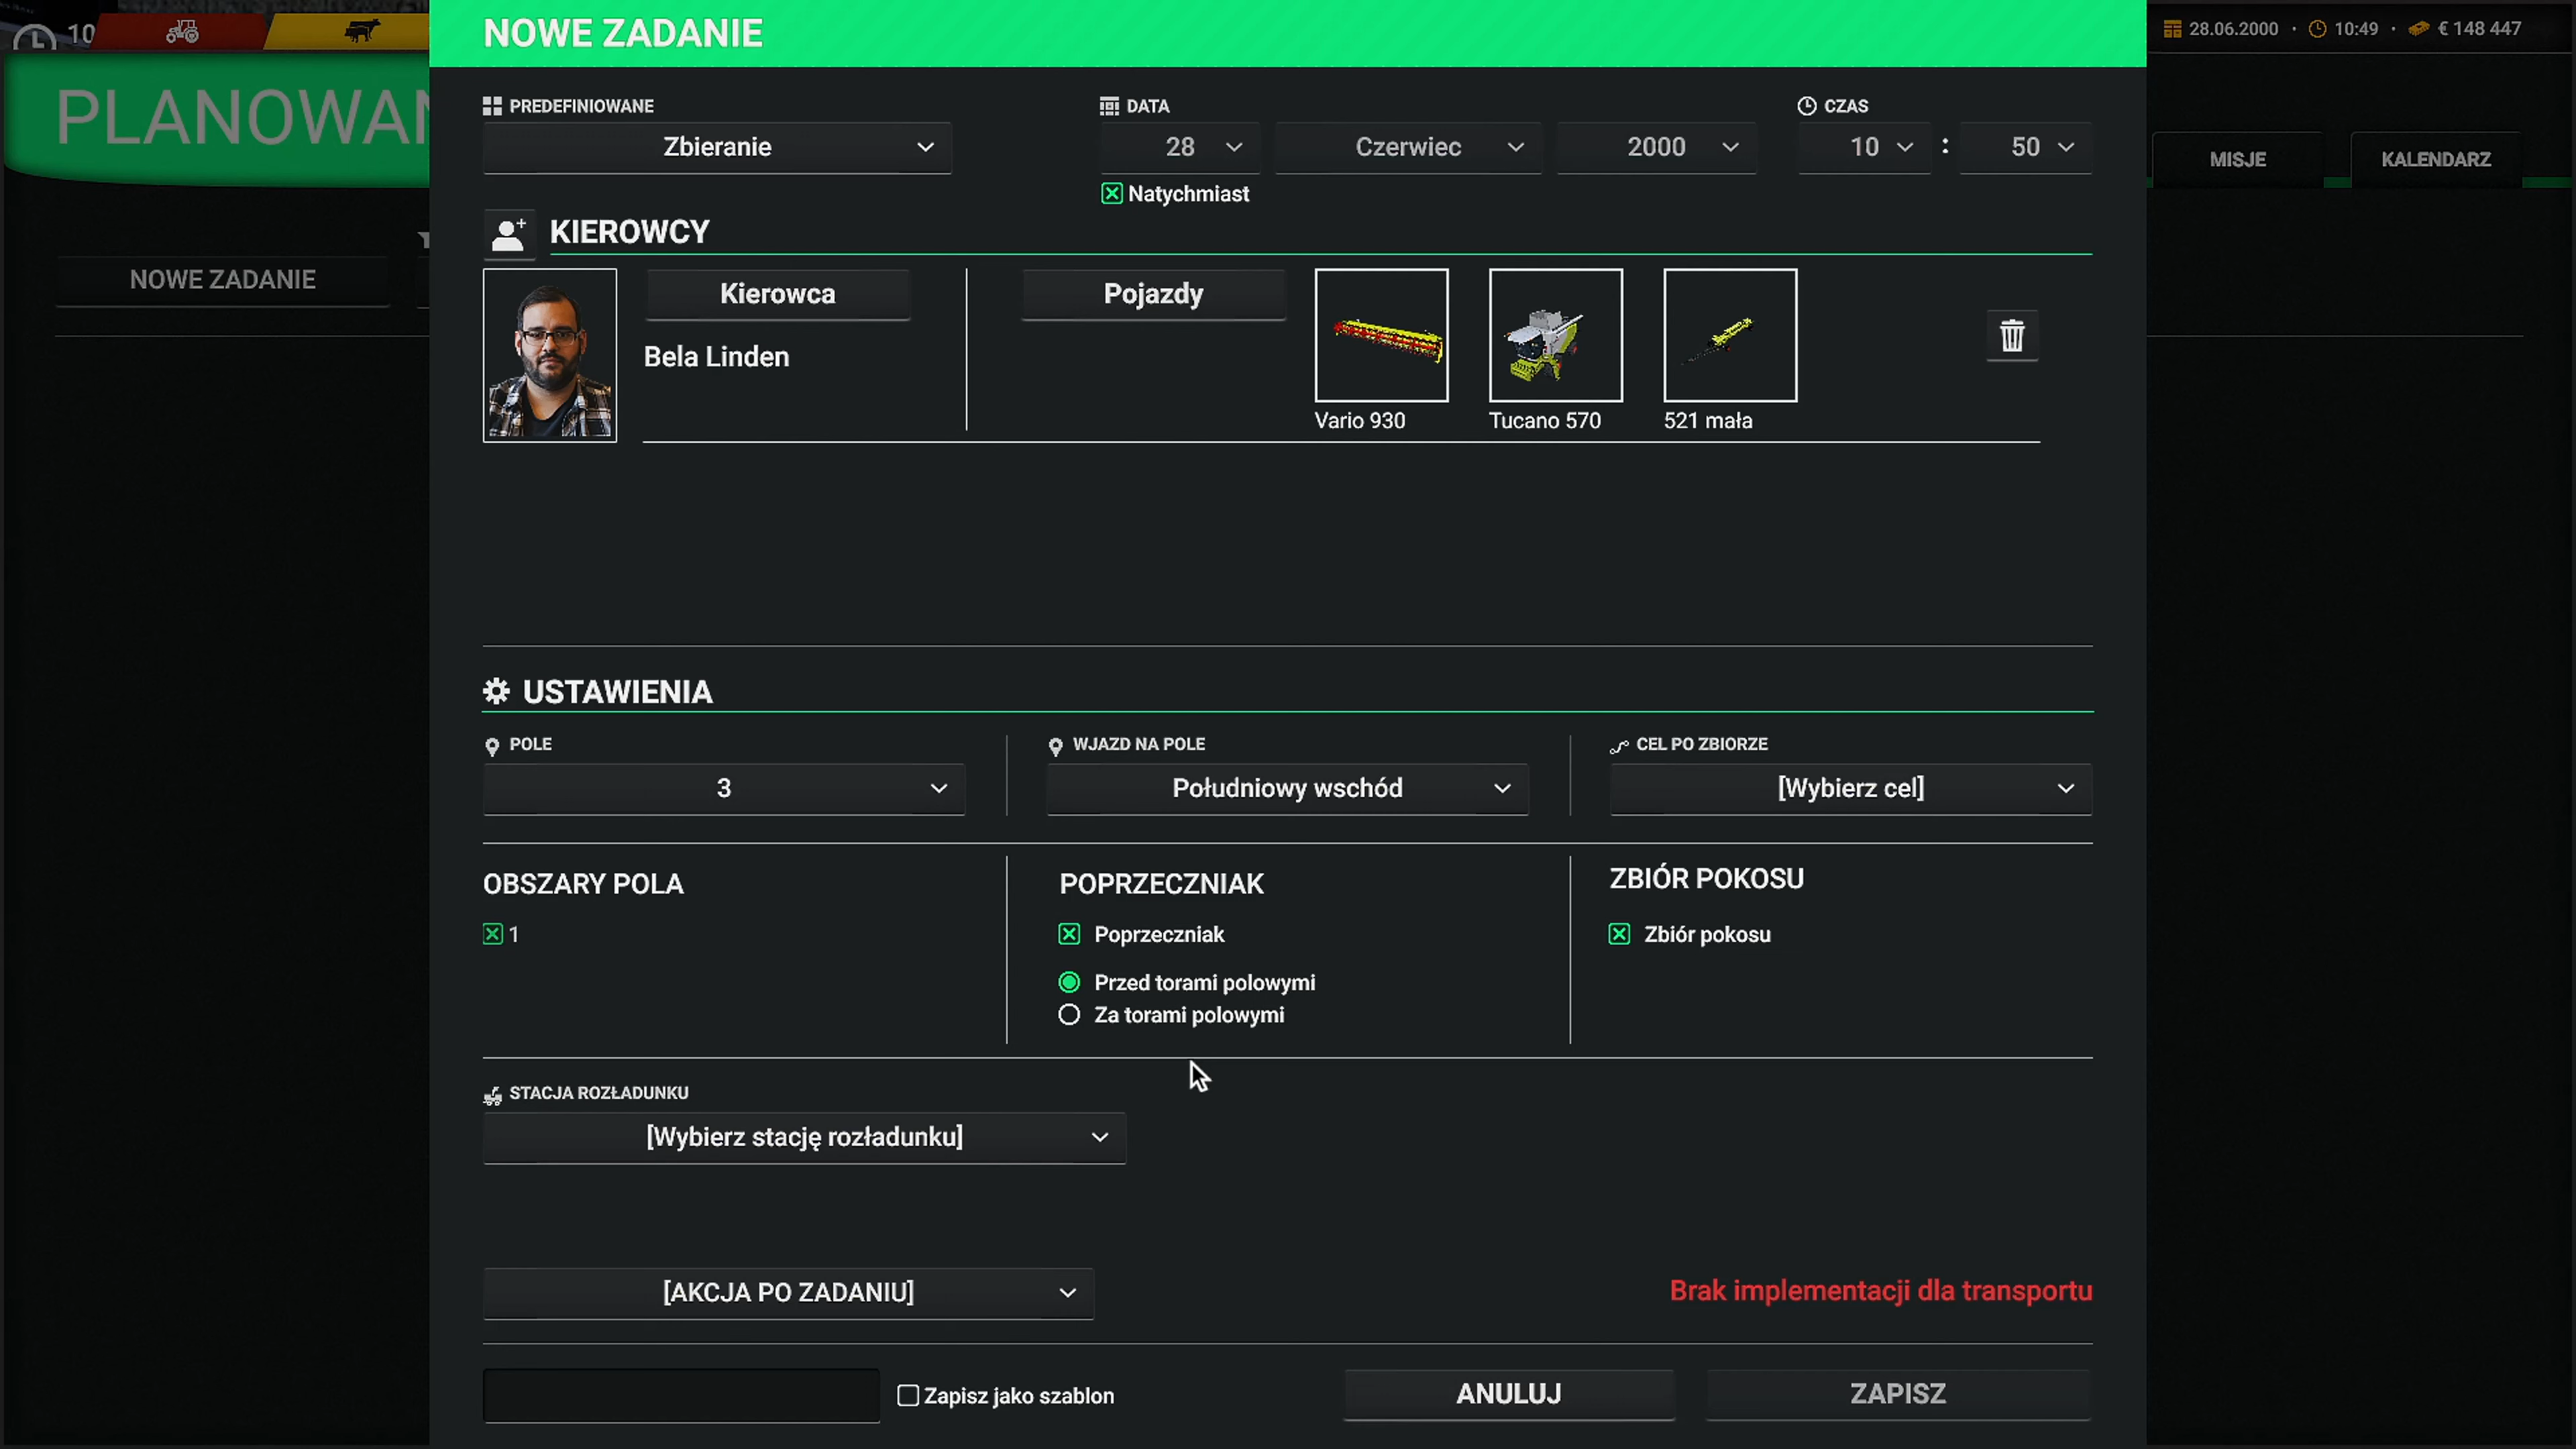 10
28.06.2000 · 10:49 · € 148 447
PLANOWAN
MISJE
KALENDARZ
NOWE ZADANIE
NOWE ZADANIE
PREDEFINIOWANE
DATA
CZAS
Zbieranie
28
Czerwiec
2000
10 : 50
Natychmiast
KIEROWCY
Kierowca
Pojazdy
Bela Linden
Vario 930
Tucano 570
521 mała
USTAWIENIA
POLE
WJAZD NA POLE
CEL PO ZBIORZE
3
Południowy wschód
[Wybierz cel]
OBSZARY POLA
POPRZECZNIAK
ZBIÓR POKOSU
1
Poprzeczniak
Zbiór pokosu
Przed torami polowymi
Za torami polowymi
STACJA ROZŁADUNKU
[Wybierz stację rozładunku]
[AKCJA PO ZADANIU]
Brak implementacji dla transportu
Zapisz jako szablon
ANULUJ
ZAPISZ